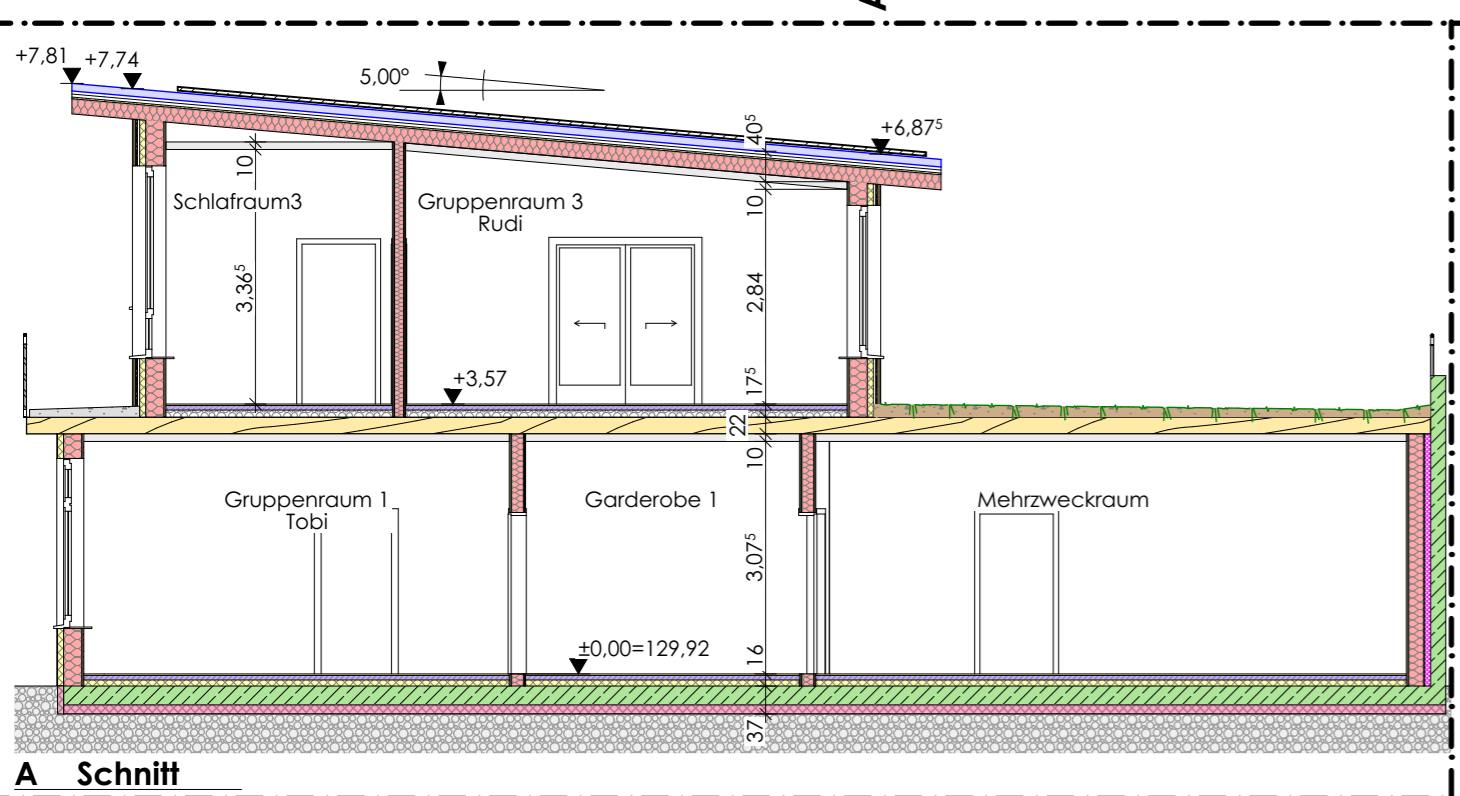 A
+7,81 +7,74
5,00°
+6,87⁵
40⁵
10
10
Schlafraum3
Gruppenraum 3
Rudi
3,36⁵
2,84
+3,57
17⁵
22
10
Gruppenraum 1
Tobi
Garderobe 1
Mehrzweckraum
3,07⁵
±0,00=129,92
16
37
A Schnitt